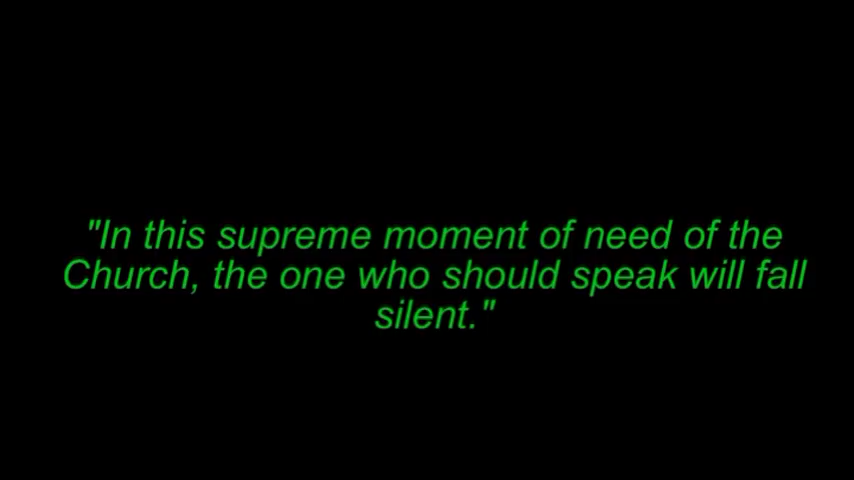 "In this supreme moment of need of the
Church, the one who should speak will fall
silent."